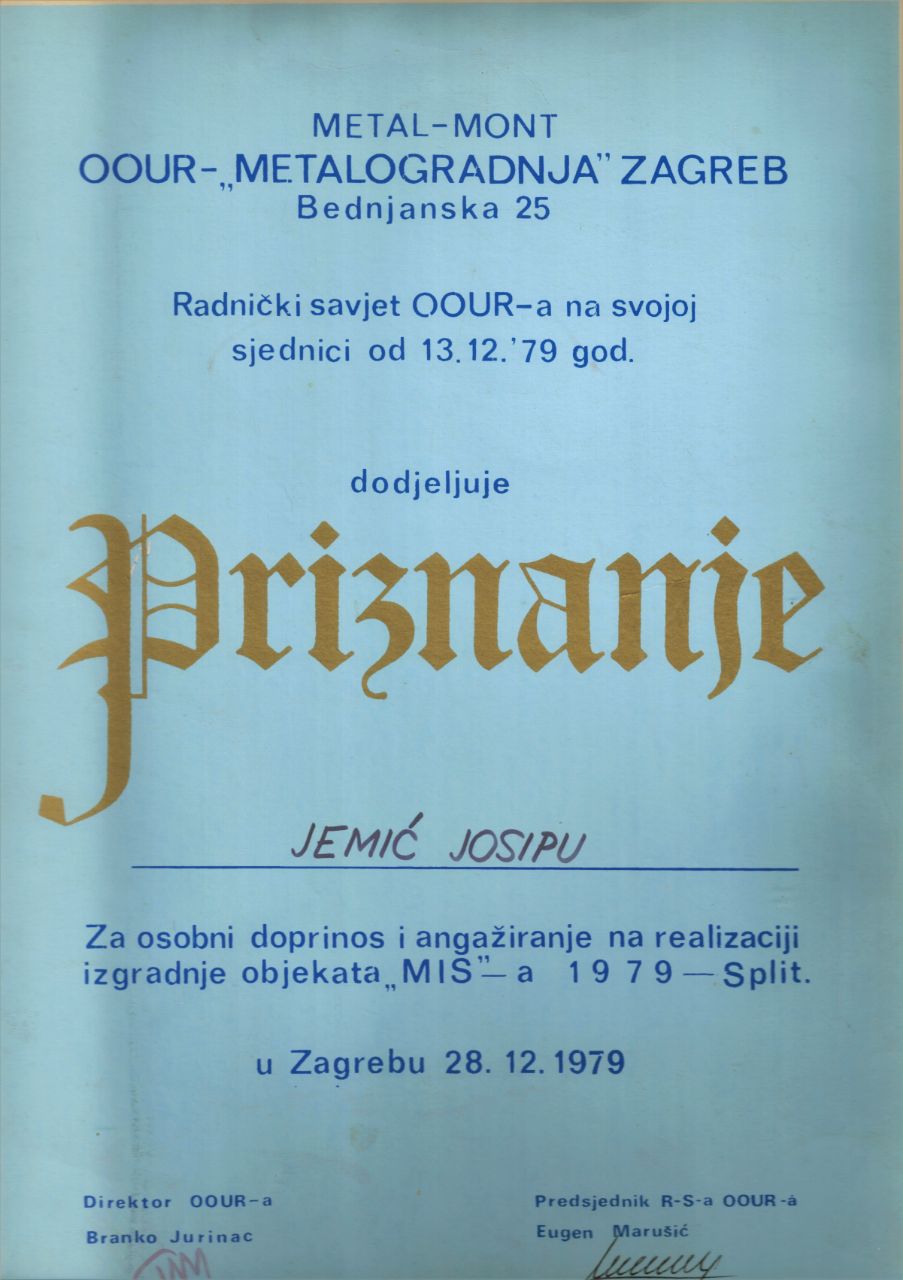 METAL-MONT
OOUR-„METALOGRADNJA” ZAGREB
Bednjanska 25
Radnički savjet OOUR-a na svojoj
sjednici od 13.12.'79 god.
dodjeljuje
Priznanje
JEMIĆ JOSIPU
Za osobni doprinos i angažiranje na realizaciji
izgradnje objekata „MIS”-a 1979 — Split.
u Zagrebu 28.12.1979
Direktor OOUR-a
Predsjednik R-S-a OOUR-a
Branko Jurinac
Eugen Marušić